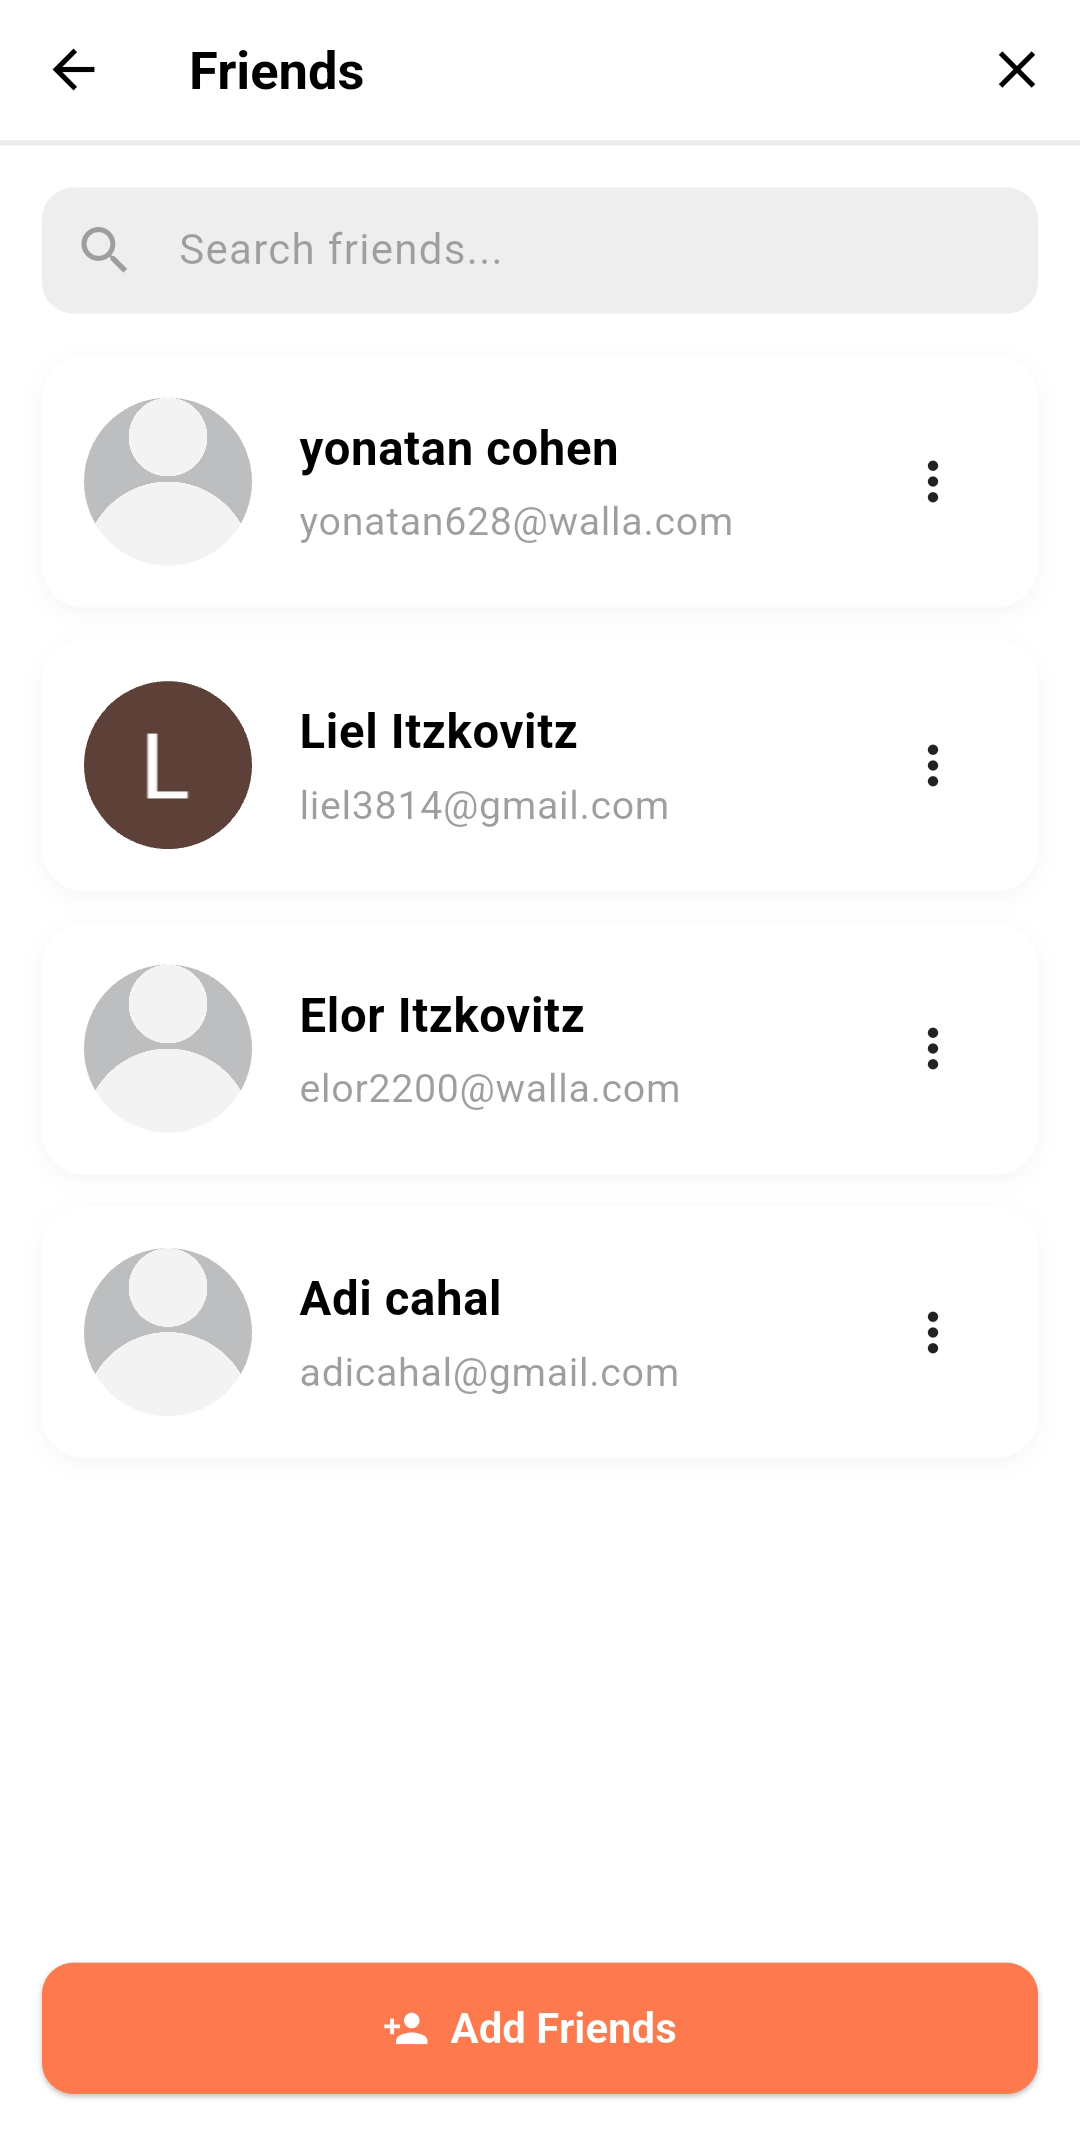 Friends
Search friends...
yonatan cohen
yonatan628@walla.com
L
Liel Itzkovitz
liel3814@gmail.com
Elor Itzkovitz
elor2200@walla.com
Adi cahal
adicahal@gmail.com
Add Friends